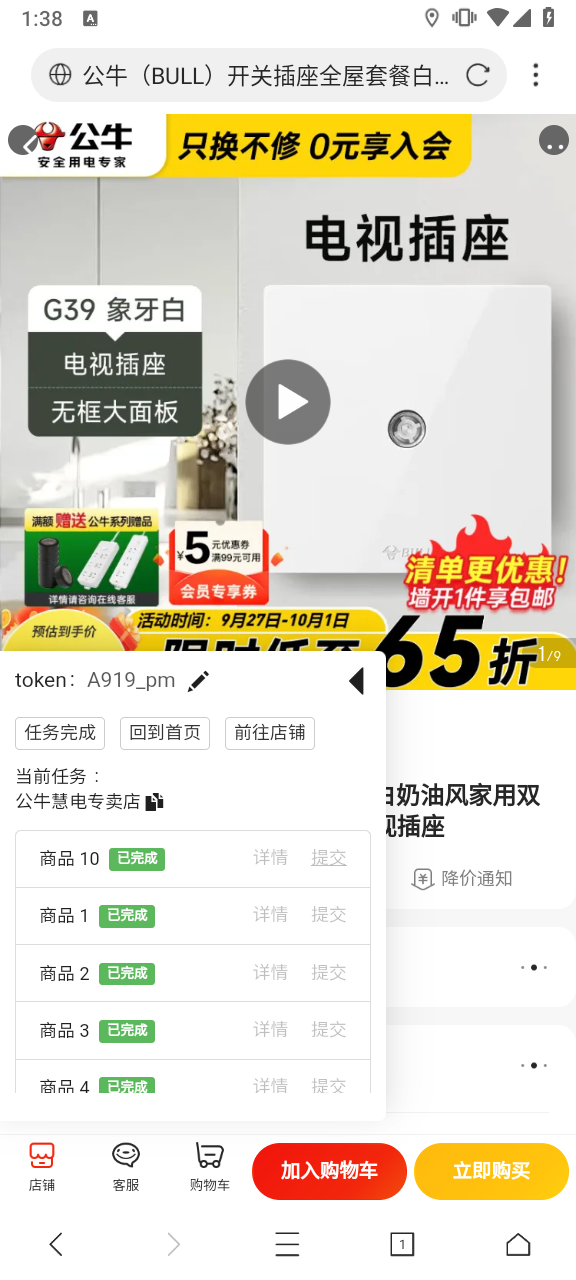 1:38
A
公牛（BULL）开关插座全屋套餐白...
公牛
安全用电专家
只换不修 0元享入会
电视插座
G39 象牙白
电视插座
无框大面板
满额赠送公牛系列赠品
详情请咨询在线客服
¥5元优惠券
满99元可用
会员专享券
BULL
清单更优惠！
墙开1件享包邮
活动时间：9月27日-10月1日
预估到手价
限时低至65折
1/9
token： A919_pm
任务完成 回到首页 前往店铺
当前任务：
公牛慧电专卖店
白奶油风家用双
视插座
降价通知
商品 10 已完成 详情 提交
商品 1 已完成 详情 提交
商品 2 已完成 详情 提交
商品 3 已完成 详情 提交
商品 4 已完成 详情 提交
店铺 客服 购物车 加入购物车 立即购买
1